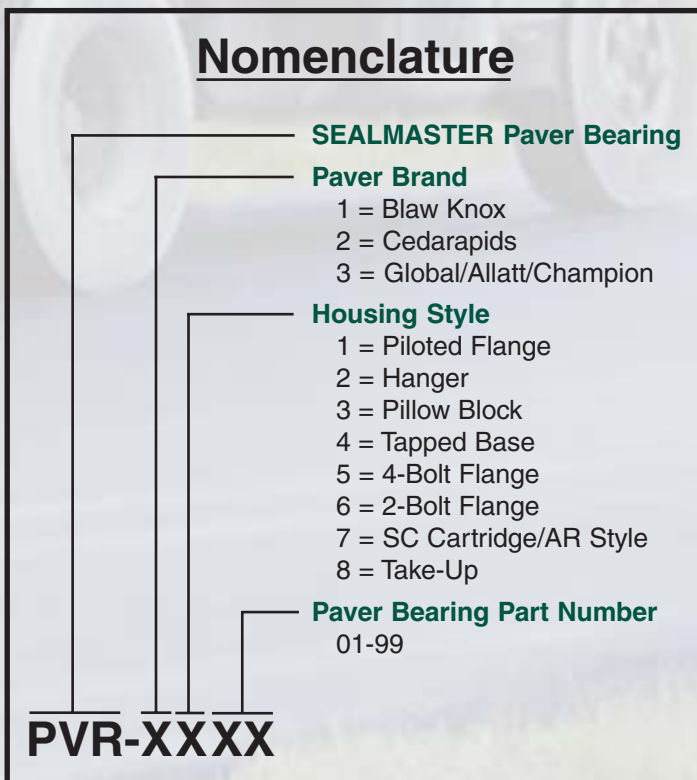 Nomenclature
SEALMASTER Paver Bearing
Paver Brand
1 = Blaw Knox
2 = Cedarapids
3 = Global/Allatt/Champion
Housing Style
1 = Piloted Flange
2 = Hanger
3 = Pillow Block
4 = Tapped Base
5 = 4-Bolt Flange
6 = 2-Bolt Flange
7 = SC Cartridge/AR Style
8 = Take-Up
Paver Bearing Part Number
01-99
PVR-XXXX